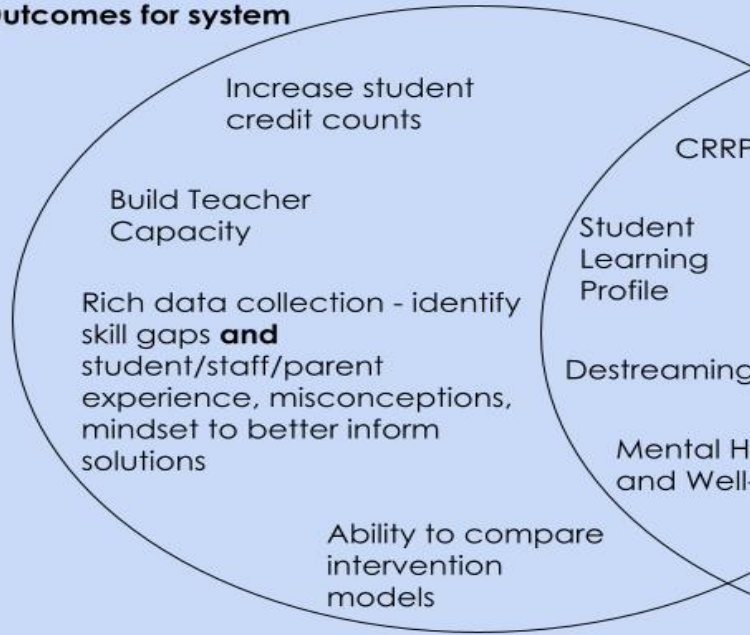 utcomes for system
Increase student
credit counts
CRRP
Build Teacher
Capacity
Student
Learning
Profile
Rich data collection - identify
skill gaps and
student/staff/parent
experience, misconceptions,
mindset to better inform
solutions
Destreaming
Mental H
and Well-
Ability to compare
intervention
models